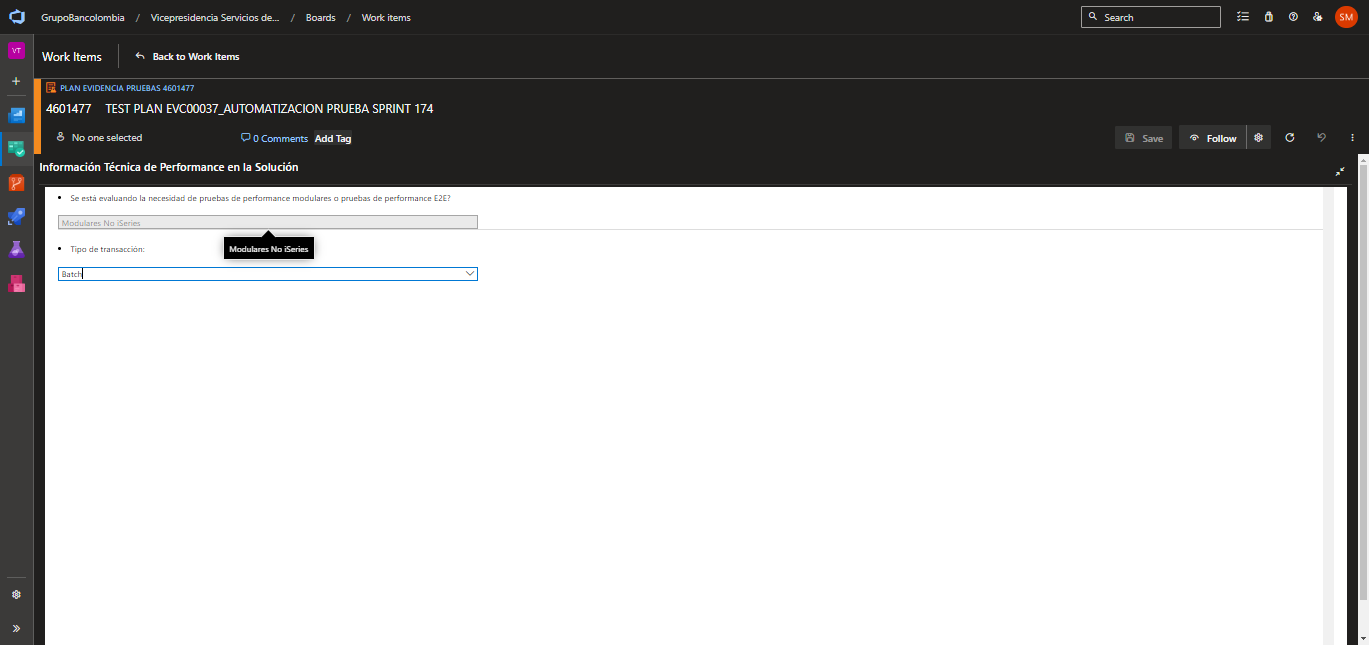 GrupoBancolombia / Vicepresidencia Servicios de... / Boards / Work items
Search
SM
VT
Work Items
Back to Work Items
PLAN EVIDENCIA PRUEBAS 4601477
4601477 TEST PLAN EVC00037_AUTOMATIZACION PRUEBA SPRINT 174
No one selected
0 Comments
Add Tag
Save
Follow
Información Técnica de Performance en la Solución
• Se está evaluando la necesidad de pruebas de performance modulares o pruebas de performance E2E?
Modulares No iSeries
• Tipo de transacción:
Modulares No iSeries
Batch